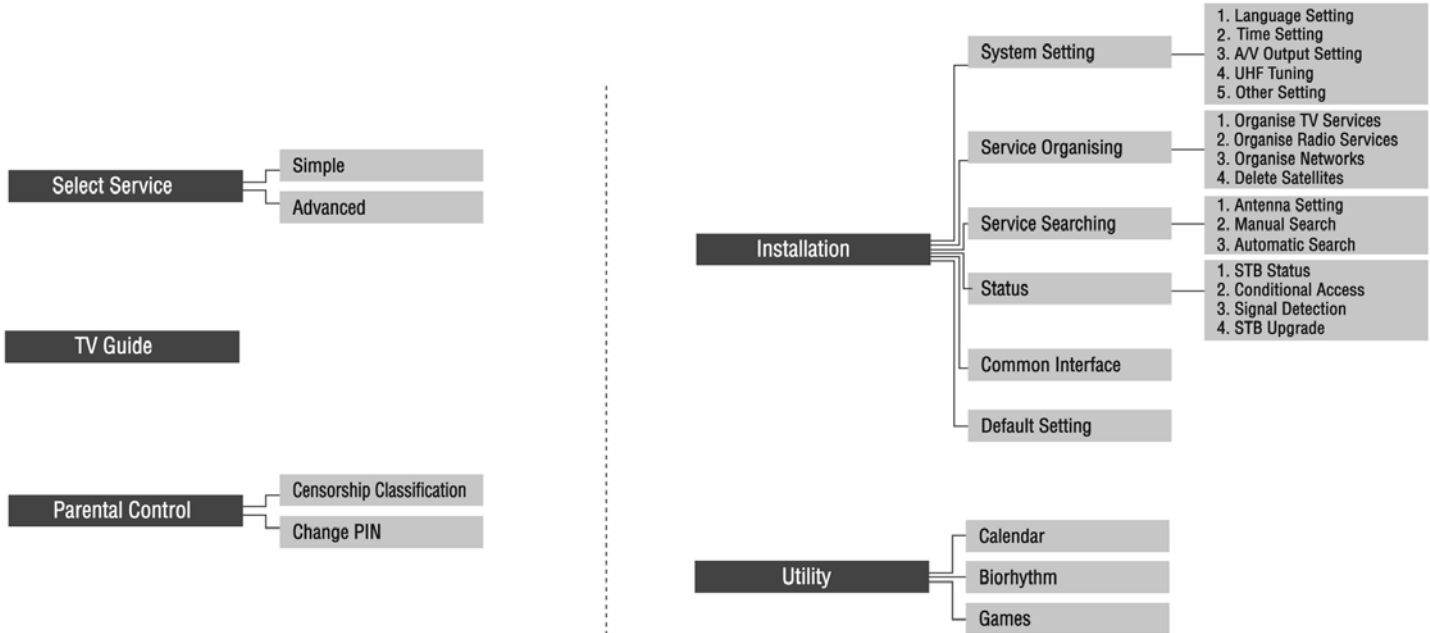 Select Service
Simple
Advanced
TV Guide
Parental Control
Censorship Classification
Change PIN
Installation
System Setting
1. Language Setting
2. Time Setting
3. A/V Output Setting
4. UHF Tuning
5. Other Setting
Service Organising
1. Organise TV Services
2. Organise Radio Services
3. Organise Networks
4. Delete Satellites
Service Searching
1. Antenna Setting
2. Manual Search
3. Automatic Search
Status
1. STB Status
2. Conditional Access
3. Signal Detection
4. STB Upgrade
Common Interface
Default Setting
Utility
Calendar
Biorhythm
Games